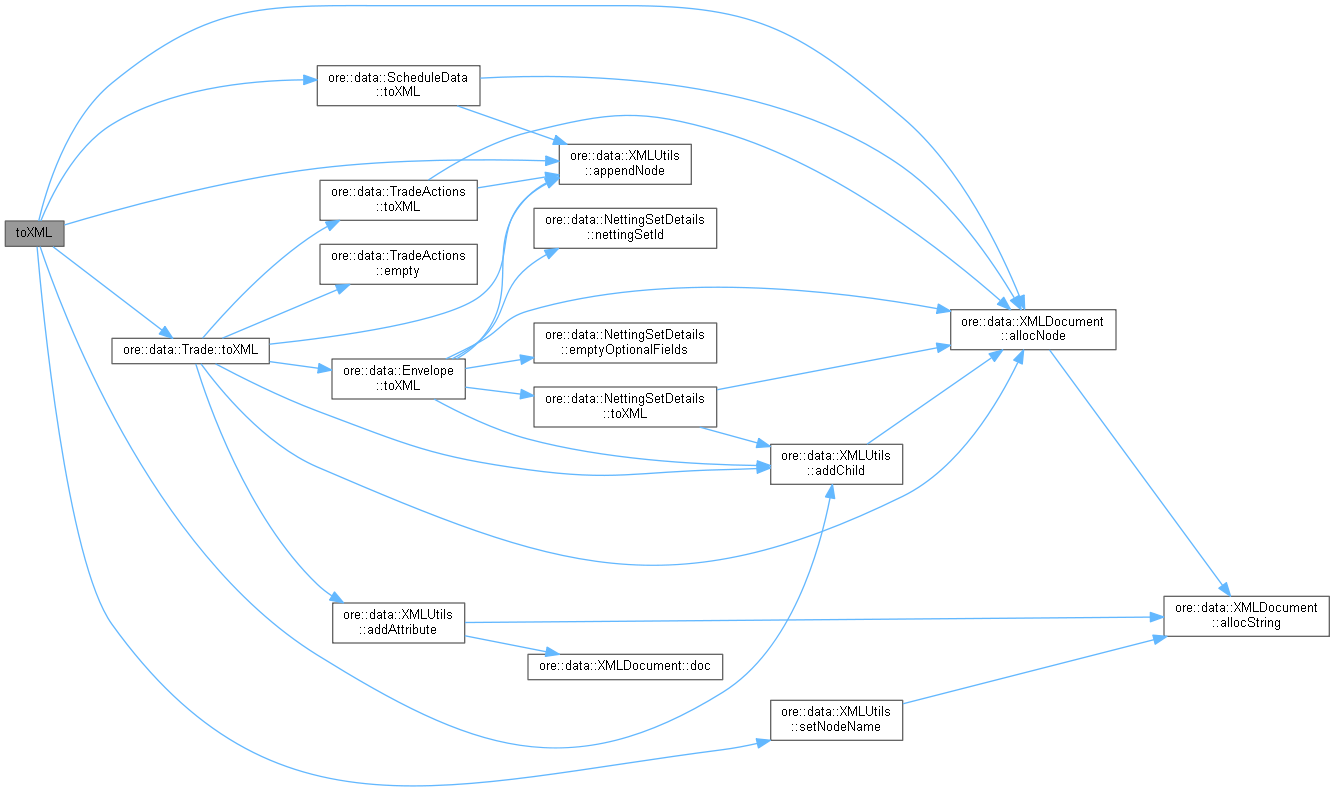 ore::data::ScheduleData
::toXML
ore::data::XMLUtils
::appendNode
ore::data::TradeActions
::toXML
ore::data::NettingSetDetails
::nettingSetId
toXML
ore::data::TradeActions
::empty
ore::data::XMLDocument
::allocNode
ore::data::NettingSetDetails
::emptyOptionalFields
ore::data::Trade::toXML
ore::data::Envelope
::toXML
ore::data::NettingSetDetails
::toXML
ore::data::XMLUtils
::addChild
ore::data::XMLDocument
::allocString
ore::data::XMLUtils
::addAttribute
ore::data::XMLDocument::doc
ore::data::XMLUtils
::setNodeName